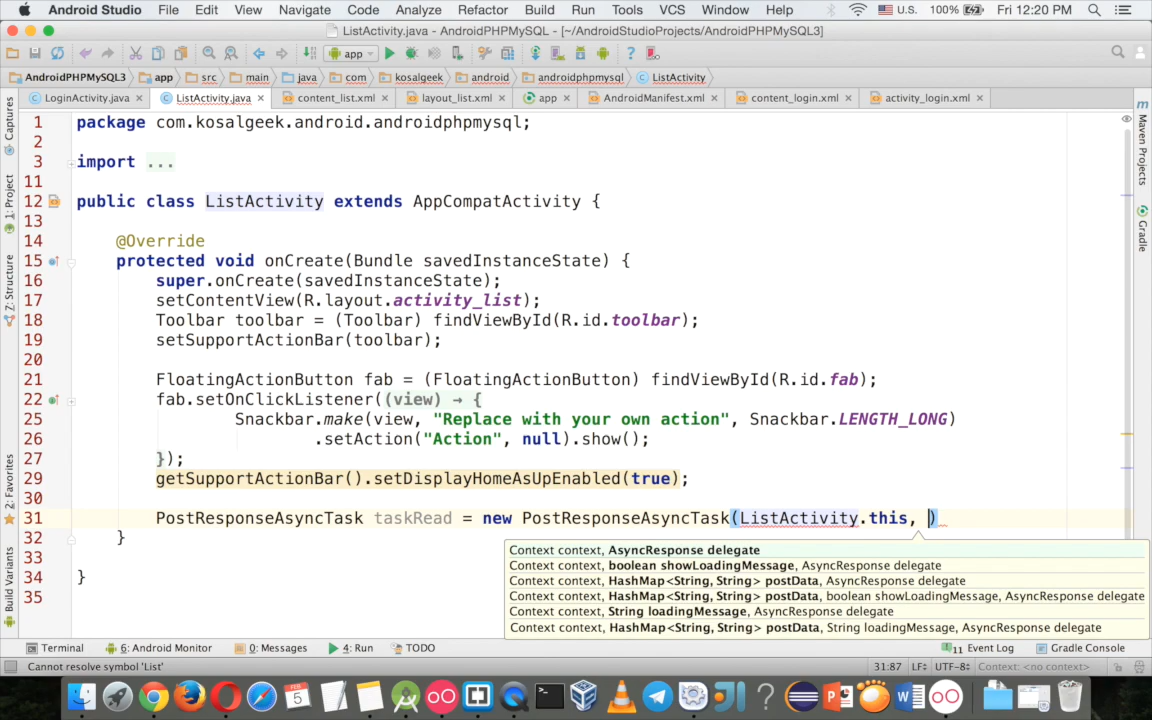 Android Studio File Edit View Navigate Code Analyze Refactor Build Run Tools VCS Window Help U.S. 100% Fri 12:20 PM
ListActivity.java - AndroidPHPMySQL - [~/AndroidStudioProjects/AndroidPHPMySQL3]
app
AndroidPHPMySQL3 app src main java com kosalgeek android androidphpmysql ListActivity
LoginActivity.java ListActivity.java content_list.xml layout_list.xml app AndroidManifest.xml content_login.xml activity_login.xml
Captures
1: Project
7: Structure
2: Favorites
Build Variants
Maven Projects
Gradle
1 package com.kosalgeek.android.androidphpmysql;
2
3 import ...
11
12 public class ListActivity extends AppCompatActivity {
13
14 @Override
15 protected void onCreate(Bundle savedInstanceState) {
16 super.onCreate(savedInstanceState);
17 setContentView(R.layout.activity_list);
18 Toolbar toolbar = (Toolbar) findViewById(R.id.toolbar);
19 setSupportActionBar(toolbar);
20
21 FloatingActionButton fab = (FloatingActionButton) findViewById(R.id.fab);
22 fab.setOnClickListener((view) → {
25 Snackbar.make(view, "Replace with your own action", Snackbar.LENGTH_LONG)
26 .setAction("Action", null).show();
27 });
29 getSupportActionBar().setDisplayHomeAsUpEnabled(true);
30
31 PostResponseAsyncTask taskRead = new PostResponseAsyncTask(ListActivity.this, )
32 }
33
34 }
35
Context context, AsyncResponse delegate
Context context, boolean showLoadingMessage, AsyncResponse delegate
Context context, HashMap<String, String> postData, AsyncResponse delegate
Context context, HashMap<String, String> postData, boolean showLoadingMessage, AsyncResponse delegate
Context context, String loadingMessage, AsyncResponse delegate
Context context, HashMap<String, String> postData, String loadingMessage, AsyncResponse delegate
Terminal 6: Android Monitor 0: Messages 4: Run TODO 11 Event Log Gradle Console
Cannot resolve symbol 'List' 31:87 LF÷ UTF-8÷ Context: <no context>
FEB
5